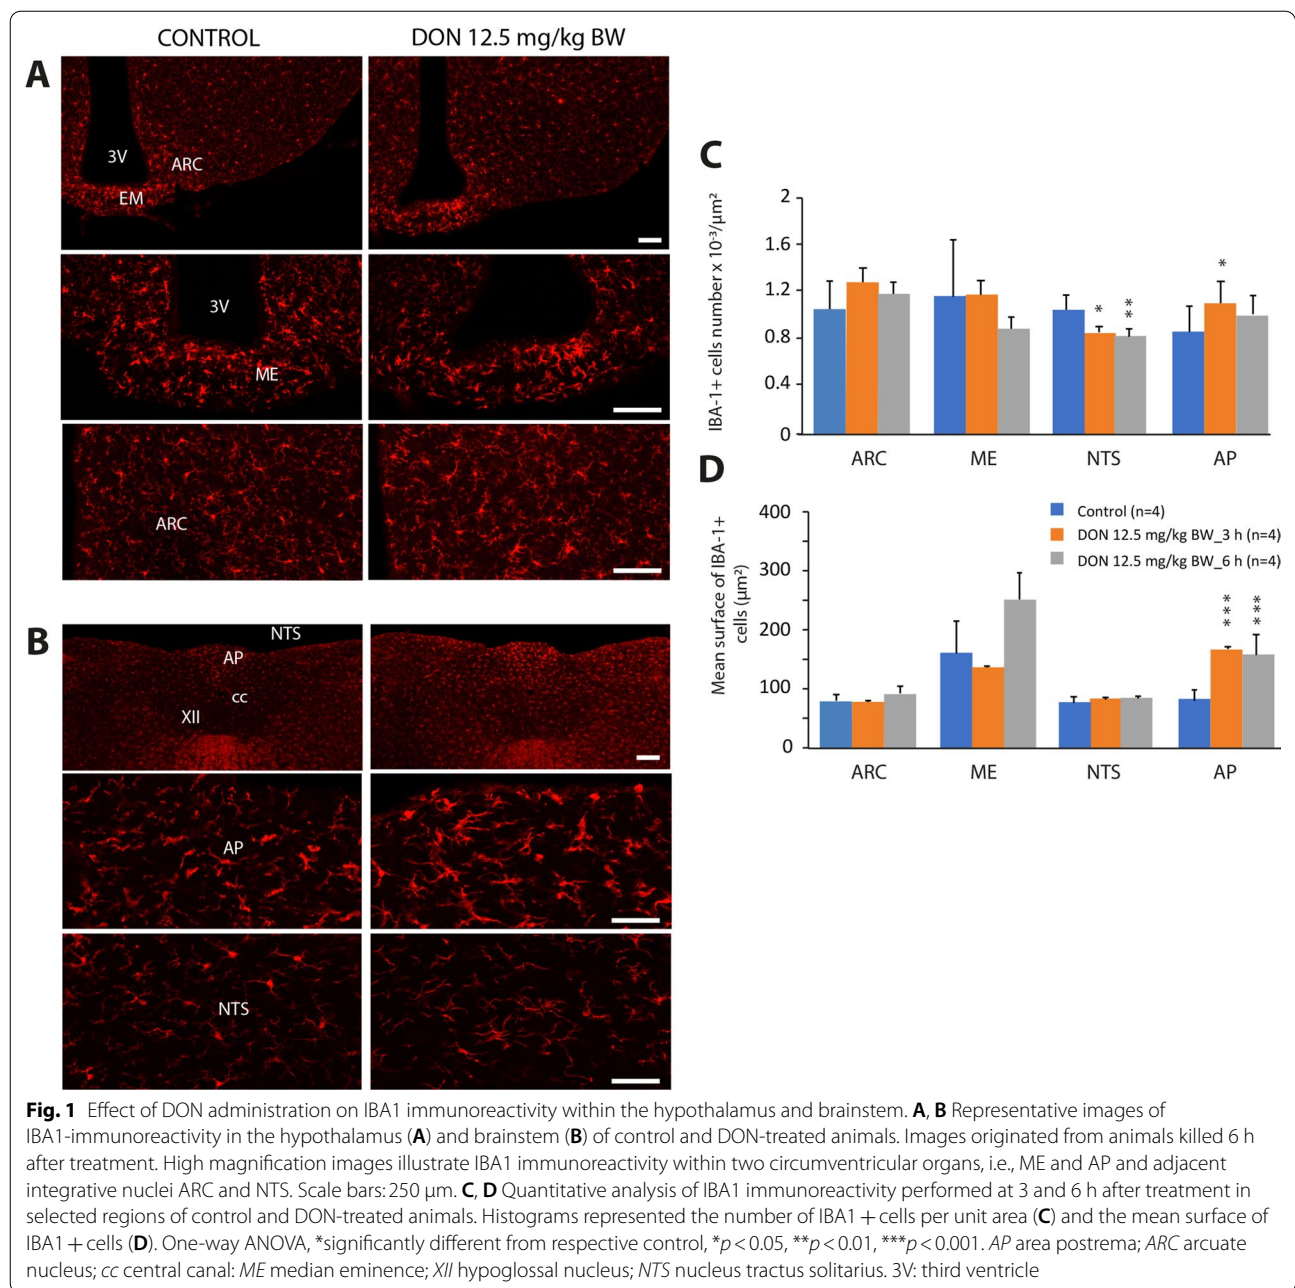 CONTROL
DON 12.5 mg/kg BW
A
3V
ARC
EM
3V
ME
ARC
B
NTS
AP
cc
XII
AP
NTS
C
IBA-1+ cells number x 10⁻³/µm²
2
1.6
1.2
0.8
0.4
0
*
**
*
ARC
ME
NTS
AP
D
Mean surface of IBA-1+
cells (µm²)
400
300
200
100
0
Control (n=4)
DON 12.5 mg/kg BW_3 h (n=4)
DON 12.5 mg/kg BW_6 h (n=4)
***
***
ARC
ME
NTS
AP
Fig. 1 Effect of DON administration on IBA1 immunoreactivity within the hypothalamus and brainstem. A, B Representative images of
IBA1-immunoreactivity in the hypothalamus (A) and brainstem (B) of control and DON-treated animals. Images originated from animals killed 6 h
after treatment. High magnification images illustrate IBA1 immunoreactivity within two circumventricular organs, i.e., ME and AP and adjacent
integrative nuclei ARC and NTS. Scale bars: 250 µm. C, D Quantitative analysis of IBA1 immunoreactivity performed at 3 and 6 h after treatment in
selected regions of control and DON-treated animals. Histograms represented the number of IBA1 + cells per unit area (C) and the mean surface of
IBA1 + cells (D). One-way ANOVA, *significantly different from respective control, *p < 0.05, **p < 0.01, ***p < 0.001. AP area postrema; ARC arcuate
nucleus; cc central canal: ME median eminence; XII hypoglossal nucleus; NTS nucleus tractus solitarius. 3V: third ventricle